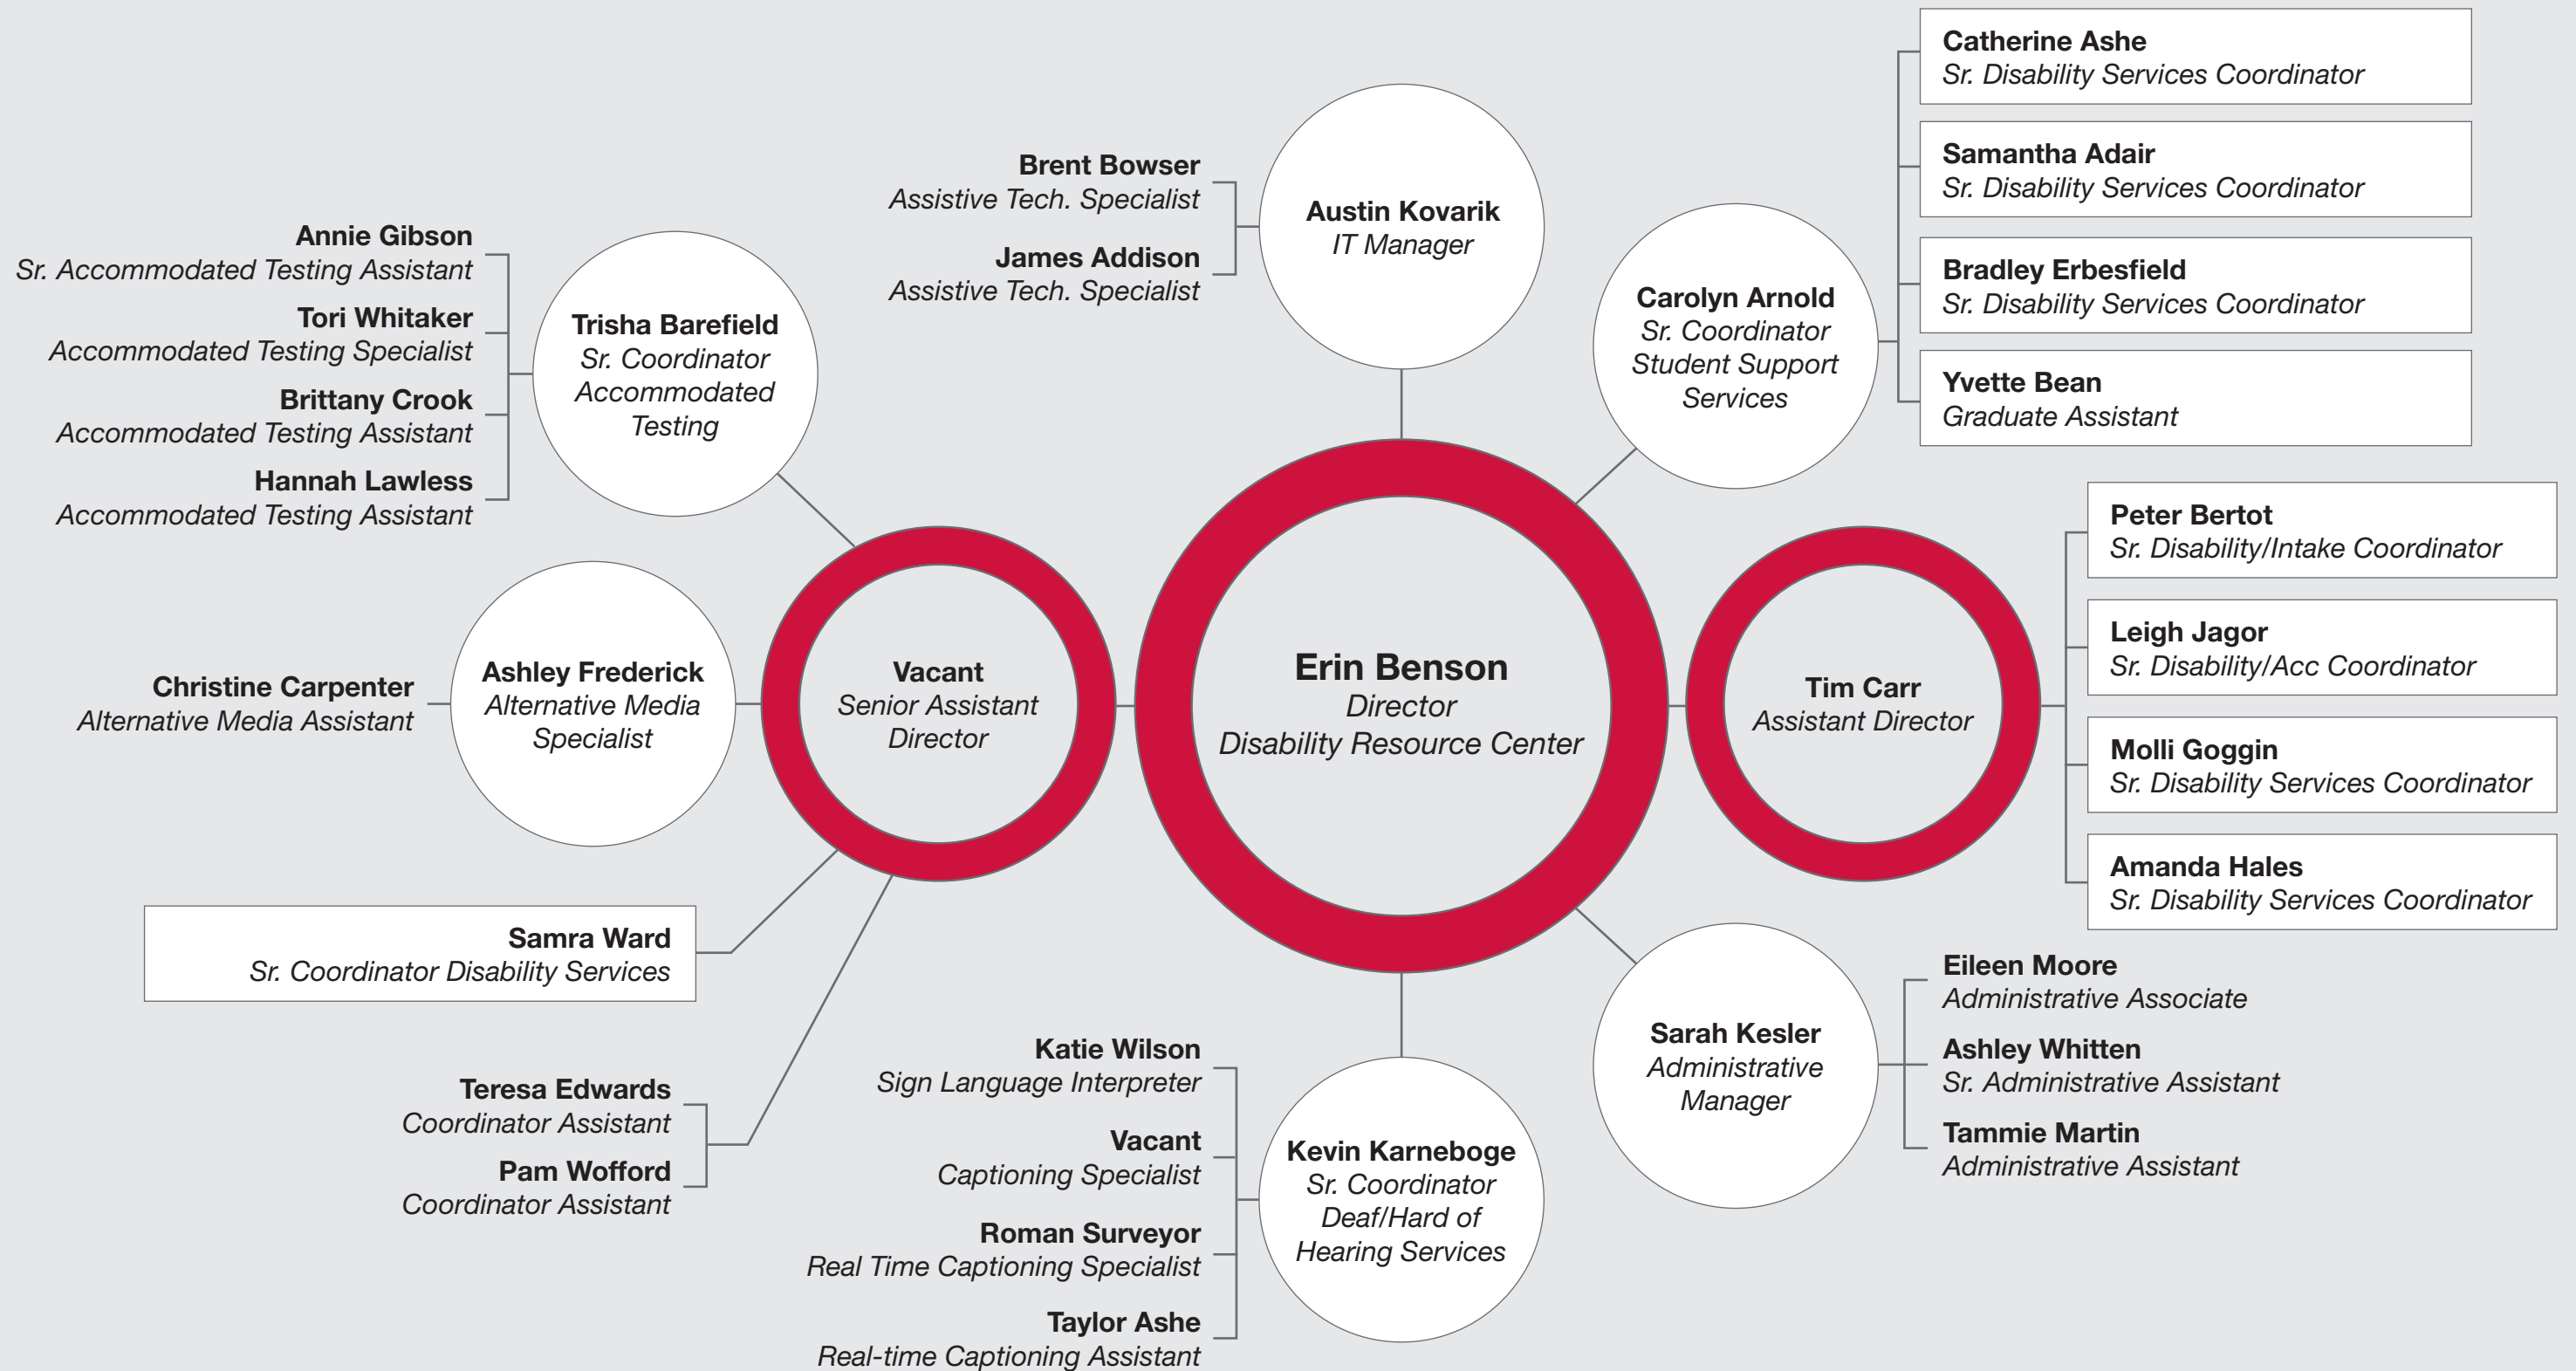 Catherine Ashe
Sr. Disability Services Coordinator
Samantha Adair
Sr. Disability Services Coordinator
Bradley Erbesfield
Sr. Disability Services Coordinator
Yvette Bean
Graduate Assistant
Brent Bowser
Assistive Tech. Specialist
James Addison
Assistive Tech. Specialist
Austin Kovarik
IT Manager
Carolyn Arnold
Sr. Coordinator
Student Support
Services
Annie Gibson
Sr. Accommodated Testing Assistant
Tori Whitaker
Accommodated Testing Specialist
Brittany Crook
Accommodated Testing Assistant
Hannah Lawless
Accommodated Testing Assistant
Trisha Barefield
Sr. Coordinator
Accommodated
Testing
Christine Carpenter
Alternative Media Assistant
Ashley Frederick
Alternative Media
Specialist
Vacant
Senior Assistant
Director
Erin Benson
Director
Disability Resource Center
Tim Carr
Assistant Director
Peter Bertot
Sr. Disability/Intake Coordinator
Leigh Jagor
Sr. Disability/Acc Coordinator
Molli Goggin
Sr. Disability Services Coordinator
Amanda Hales
Sr. Disability Services Coordinator
Samra Ward
Sr. Coordinator Disability Services
Teresa Edwards
Coordinator Assistant
Pam Wofford
Coordinator Assistant
Katie Wilson
Sign Language Interpreter
Vacant
Captioning Specialist
Roman Surveyor
Real Time Captioning Specialist
Taylor Ashe
Real-time Captioning Assistant
Kevin Karneboge
Sr. Coordinator
Deaf/Hard of
Hearing Services
Sarah Kesler
Administrative
Manager
Eileen Moore
Administrative Associate
Ashley Whitten
Sr. Administrative Assistant
Tammie Martin
Administrative Assistant